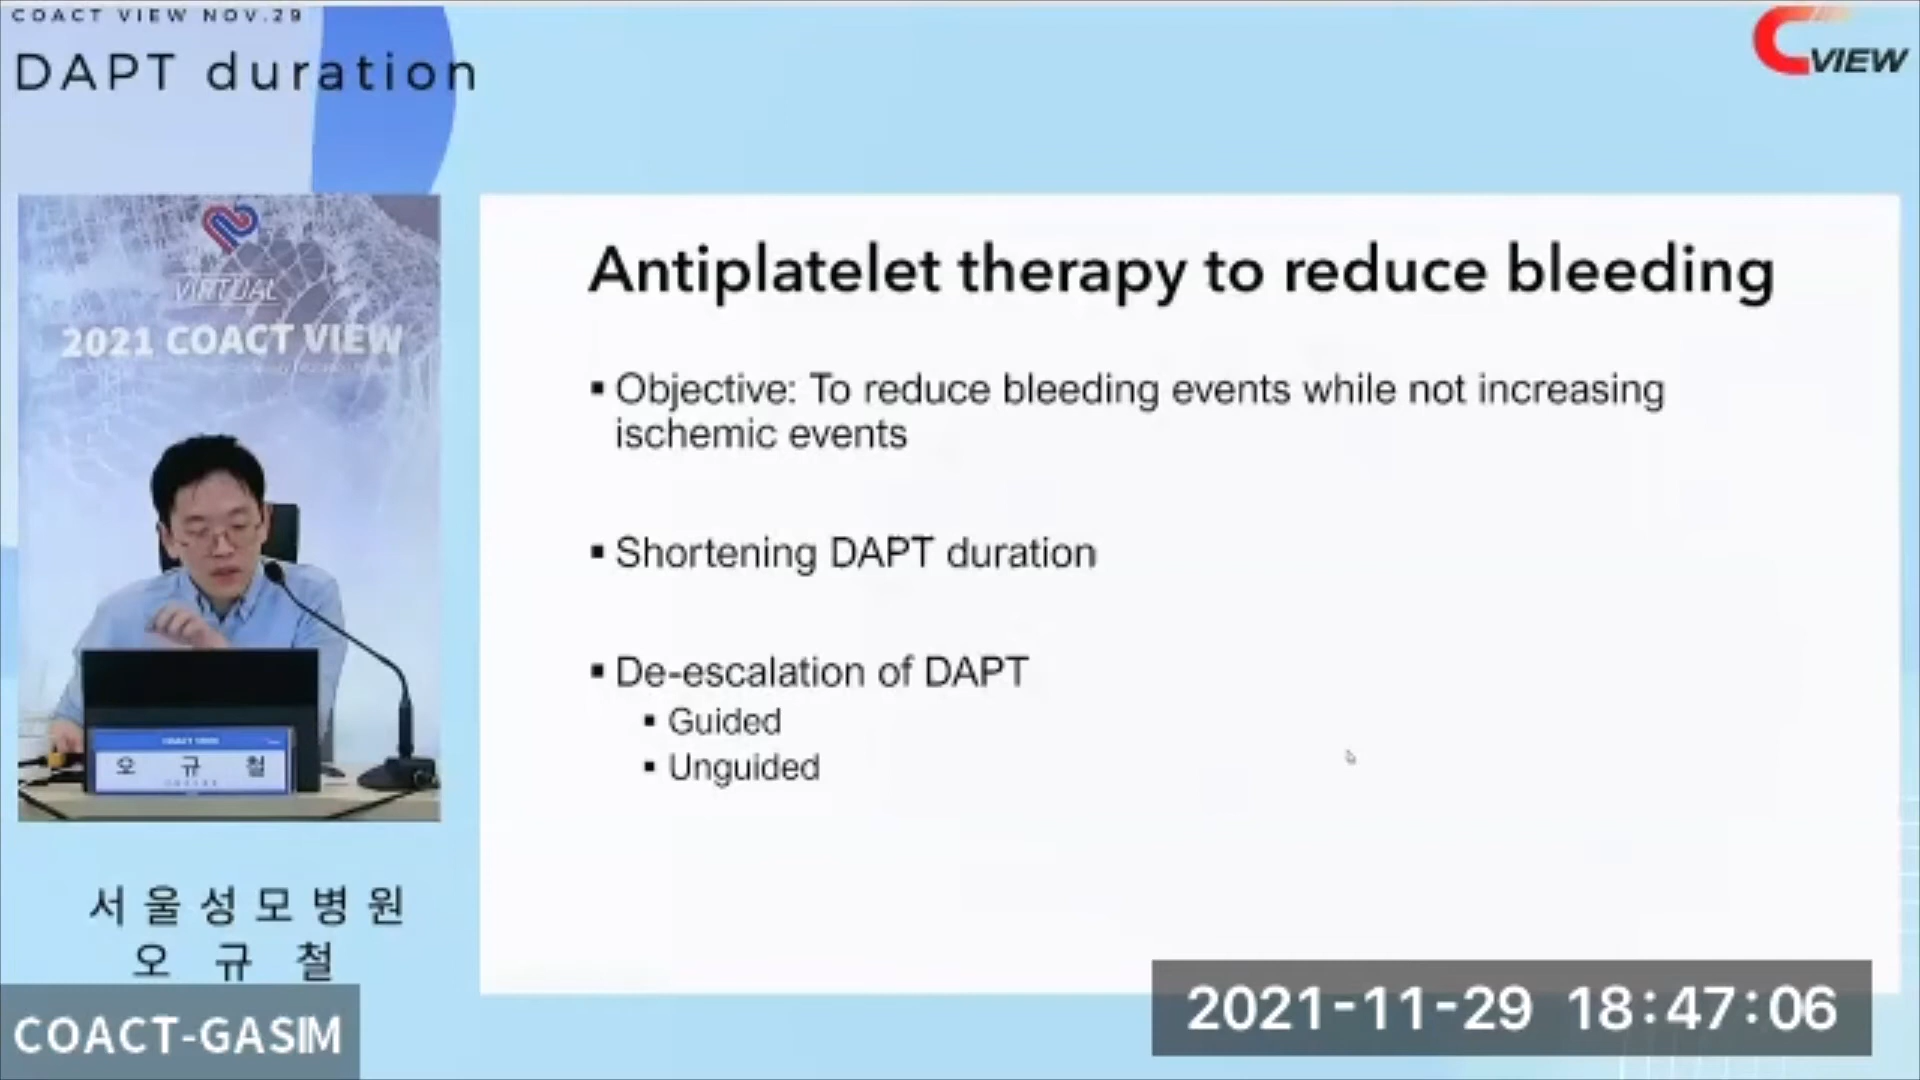 COACT VIEW NOV.29
DAPT duration
CVIEW
VIRTUAL
2021 COACT VIEW
Antiplatelet therapy to reduce bleeding
▪ Objective: To reduce bleeding events while not increasing
ischemic events
▪ Shortening DAPT duration
▪ De-escalation of DAPT
▪ Guided
▪ Unguided
COACT VIEW
오 규 철
서울성모병원
오 규 철
COACT-GASIM
2021-11-29 18:47:06